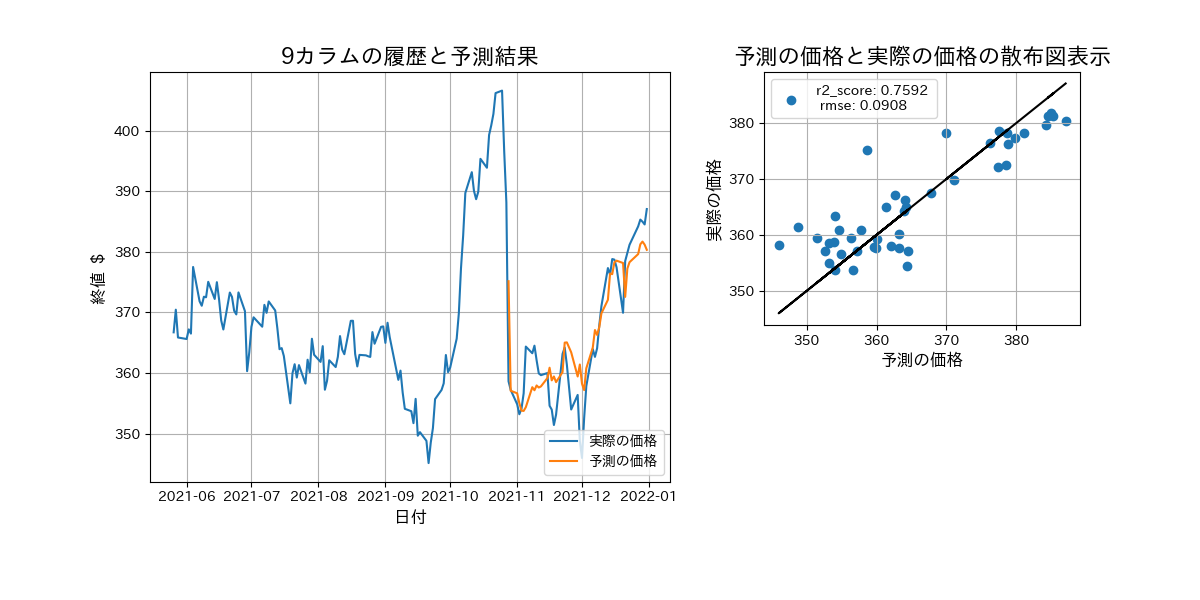 9カラムの履歴と予測結果
400
390
380
370
360
350
終値 $
2021-06 2021-07 2021-08 2021-09 2021-10 2021-11 2021-12 2022-01
日付
実際の価格
予測の価格
予測の価格と実際の価格の散布図表示
r2_score: 0.7592
rmse: 0.0908
380
370
360
350
実際の価格
350 360 370 380
予測の価格